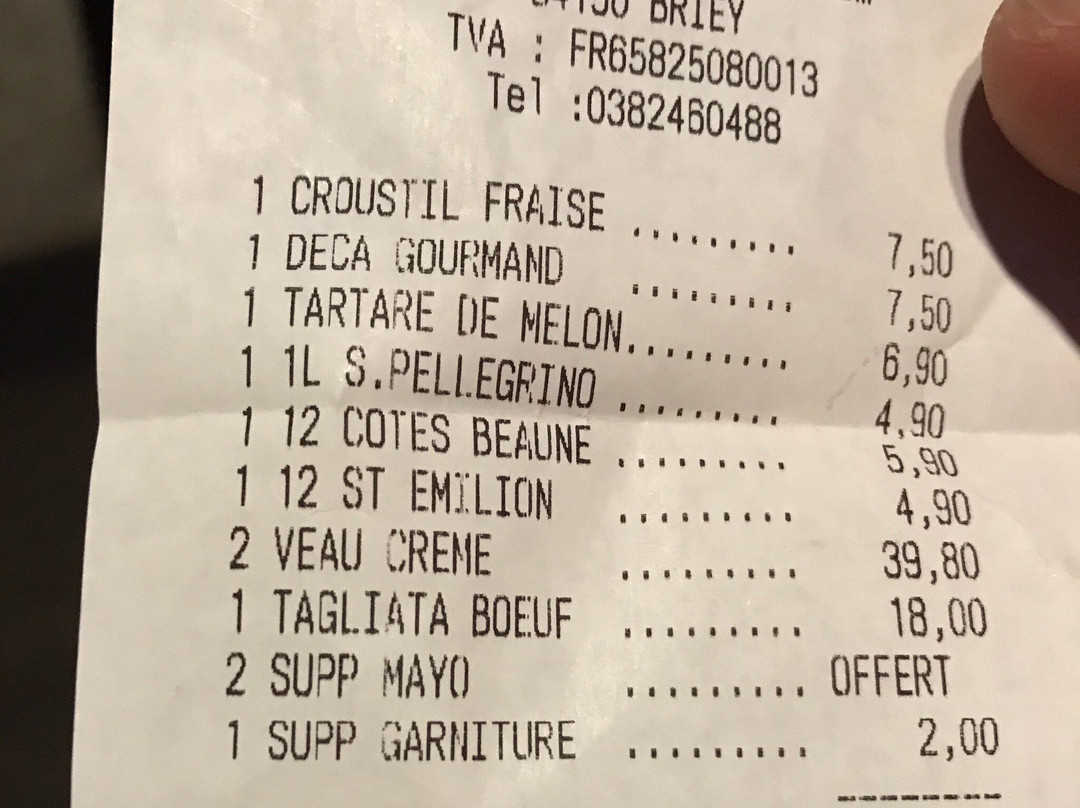 BRIEY
TVA : FR65825080013
Tel :0382460488
1 CROUSTIL FRAISE ......... 7,50
1 DECA GOURMAND ......... 7,50
1 TARTARE DE MELON......... 6,90
1 1L S.PELLEGRINO ......... 4,90
1 12 COTES BEAUNE ......... 5,90
1 12 ST EMILION ......... 4,90
2 VEAU CREME ......... 39,80
1 TAGLIATA BOEUF ......... 18,00
2 SUPP MAYO ......... OFFERT
1 SUPP GARNITURE ......... 2,00